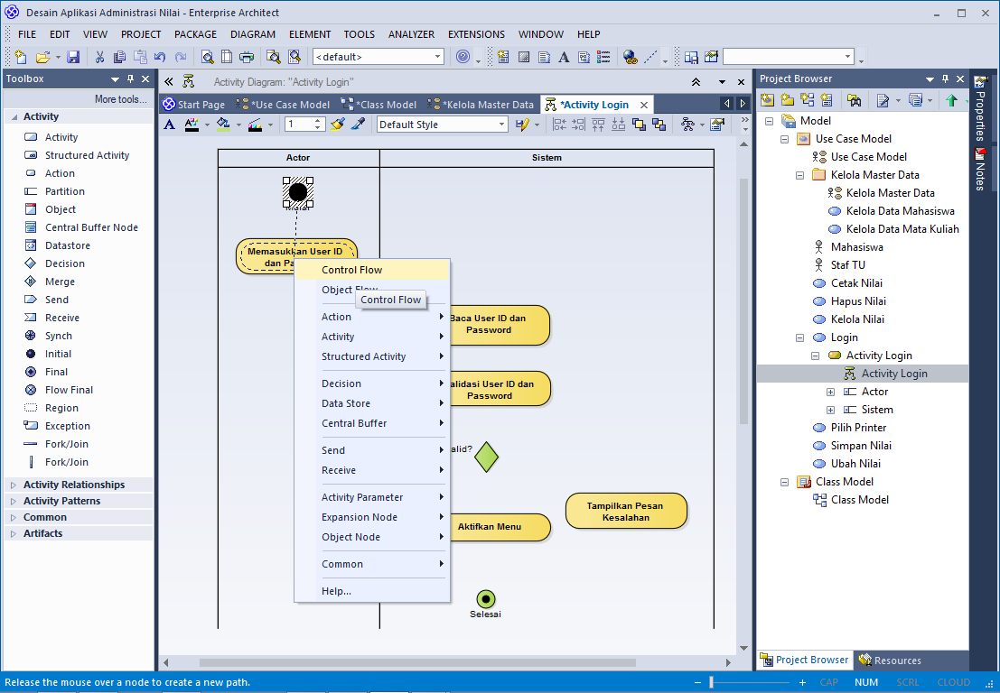 Desain Aplikasi Administrasi Nilai - Enterprise Architect
FILE EDIT VIEW PROJECT PACKAGE DIAGRAM ELEMENT TOOLS ANALYZER EXTENSIONS WINDOW HELP
<default>
Toolbox
More tools...
Activity
Activity
Structured Activity
Action
Partition
Object
Central Buffer Node
Datastore
Decision
Merge
Send
Receive
Synch
Initial
Final
Flow Final
Region
Exception
Fork/Join
Fork/Join
Activity Relationships
Activity Patterns
Common
Artifacts
Activity Diagram: "Activity Login"
Start Page *Use Case Model *Class Model *Kelola Master Data *Activity Login
1 Default Style
Actor Sistem
Memasukkan User ID
dan
Control Flow
Object Flow
Control Flow
Action
Activity
Structured Activity
Decision
Data Store
Central Buffer
Send
Receive
Activity Parameter
Expansion Node
Object Node
Common
Help...
Baca User ID dan
Password
alidasi User ID dan
Password
alid?
Tampilkan Pesan
Kesalahan
Aktifkan Menu
Selesai
Project Browser
Model
Use Case Model
Use Case Model
Kelola Master Data
Kelola Master Data
Kelola Data Mahasiswa
Kelola Data Mata Kuliah
Mahasiswa
Staf TU
Cetak Nilai
Hapus Nilai
Kelola Nilai
Login
Activity Login
Activity Login
Actor
Sistem
Pilih Printer
Simpan Nilai
Ubah Nilai
Class Model
Class Model
Project Browser Resources
Properties
Notes
Release the mouse over a node to create a new path.
CAP NUM SCRL CLOUD